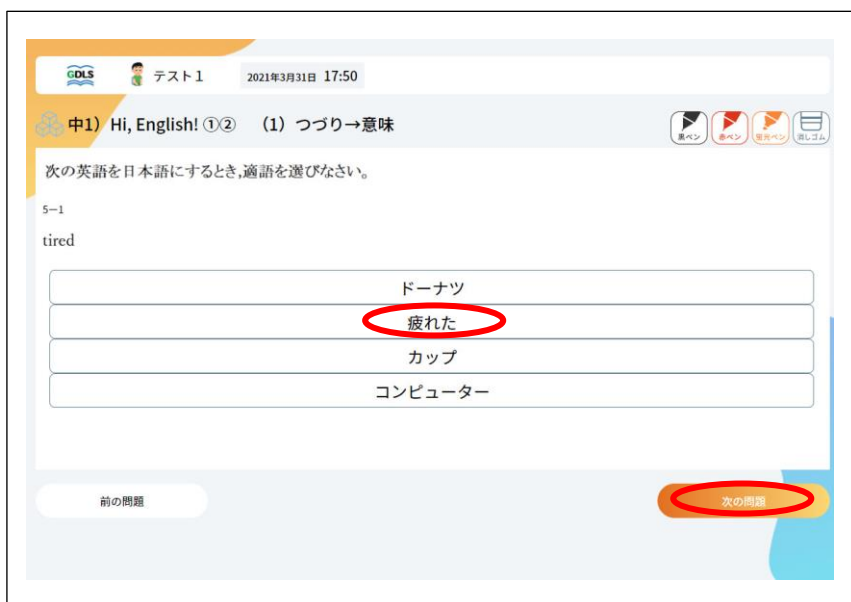 GDLS テスト1 2021年3月31日 17:50
中1) Hi, English! ①② (1) つづり→意味
黒ペン 赤ペン 蛍光ペン 消しゴム
次の英語を日本語にするとき,適語を選びなさい。
5-1
tired
ドーナツ
疲れた
カップ
コンピューター
前の問題 次の問題